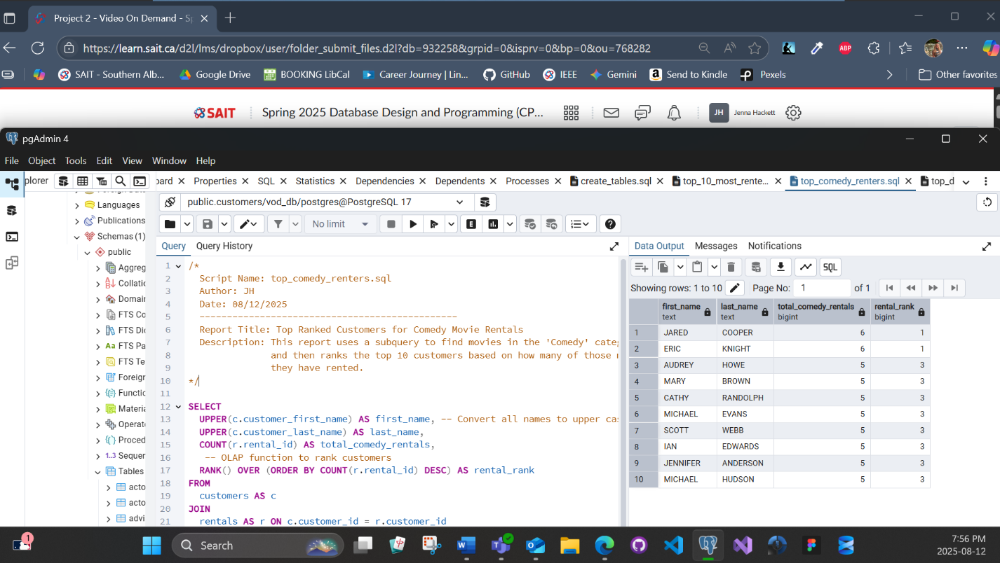 Project 2 - Video On Demand - Sp
https://learn.sait.ca/d2l/lms/dropbox/user/folder_submit_files.d2l?db=932258&grpid=0&isprv=0&bp=0&ou=768282
ABP
SAIT - Southern Alb... Google Drive BOOKING LibCal Career Journey | Lin... GitHub IEEE Gemini Send to Kindle Pexels Other favorites
SAIT Spring 2025 Database Design and Programming (CP... JH Jenna Hackett
pgAdmin 4
File Object Tools Edit View Window Help
plorer
oard Properties SQL Statistics Dependencies Dependents Processes create_tables.sql top_10_most_rente... top_comedy_renters.sql top_d
public.customers/vod_db/postgres@PostgreSQL 17
No limit
E
Query Query History
Languages
Publications
Schemas (1)
public
Aggreg
Collatio
Domain
FTS Co
FTS Dic
Aa FTS Pa
FTS Te
Foreign
Functio
Materia
Operato
Proced
1..3 Sequen
Tables
acto
acto
advi
1 /*
2 Script Name: top_comedy_renters.sql
3 Author: JH
4 Date: 08/12/2025
5 -----------------------------------------------
6 Report Title: Top Ranked Customers for Comedy Movie Rentals
7 Description: This report uses a subquery to find movies in the 'Comedy' categ
8 and then ranks the top 10 customers based on how many of those m
9 they have rented.
10 */
11
12 SELECT
13 UPPER(c.customer_first_name) AS first_name, -- Convert all names to upper cas
14 UPPER(c.customer_last_name) AS last_name,
15 COUNT(r.rental_id) AS total_comedy_rentals,
16 -- OLAP function to rank customers
17 RANK() OVER (ORDER BY COUNT(r.rental_id) DESC) AS rental_rank
18 FROM
19 customers AS c
20 JOIN
21 rentals AS r ON c.customer_id = r.customer_id
Data Output Messages Notifications
SQL
Showing rows: 1 to 10 Page No: 1 of 1
first_name last_name total_comedy_rentals rental_rank
text text bigint bigint
1 JARED COOPER 6 1
2 ERIC KNIGHT 6 1
3 AUDREY HOWE 5 3
4 MARY BROWN 5 3
5 CATHY RANDOLPH 5 3
6 MICHAEL EVANS 5 3
7 SCOTT WEBB 5 3
8 IAN EDWARDS 5 3
9 JENNIFER ANDERSON 5 3
10 MICHAEL HUDSON 5 3
1
Search
7:56 PM
2025-08-12